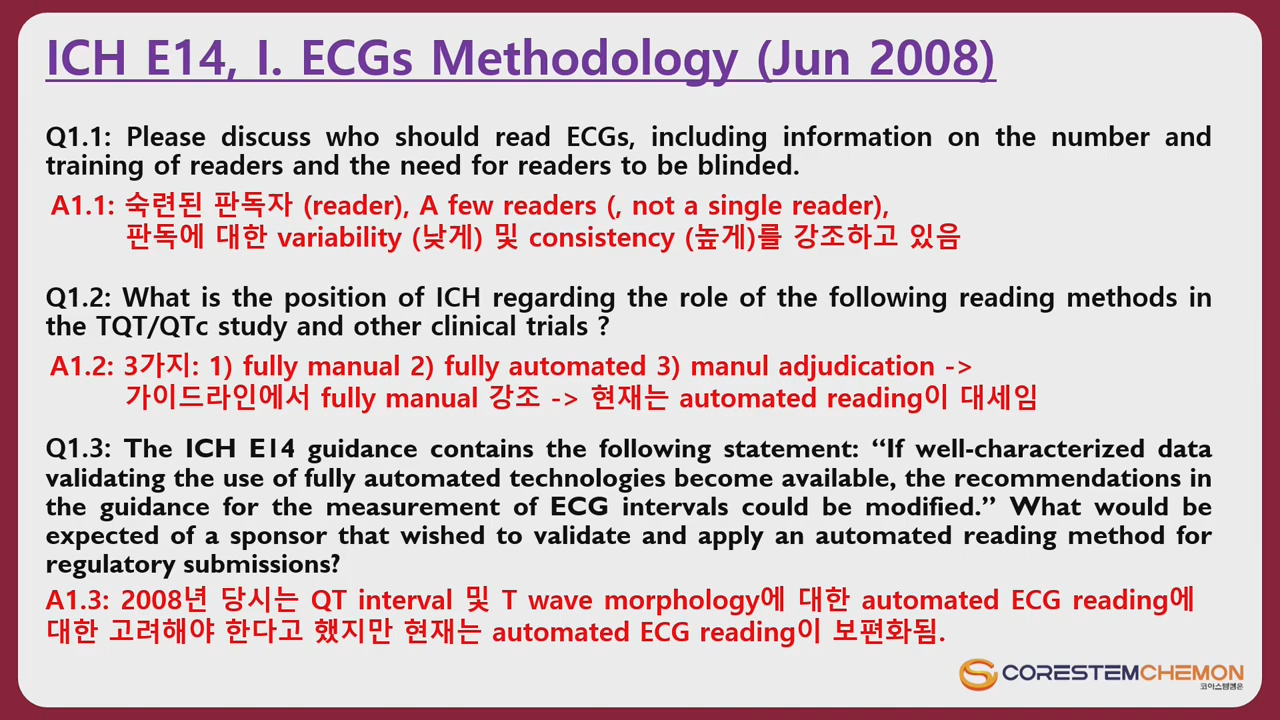 ICH E14, I. ECGs Methodology (Jun 2008)
Q1.1: Please discuss who should read ECGs, including information on the number and
training of readers and the need for readers to be blinded.
A1.1: 숙련된 판독자 (reader), A few readers (, not a single reader),
판독에 대한 variability (낮게) 및 consistency (높게)를 강조하고 있음
Q1.2: What is the position of ICH regarding the role of the following reading methods in
the TQT/QTc study and other clinical trials ?
A1.2: 3가지: 1) fully manual 2) fully automated 3) manul adjudication ->
가이드라인에서 fully manual 강조 -> 현재는 automated reading이 대세임
Q1.3: The ICH E14 guidance contains the following statement: “If well-characterized data
validating the use of fully automated technologies become available, the recommendations in
the guidance for the measurement of ECG intervals could be modified.” What would be
expected of a sponsor that wished to validate and apply an automated reading method for
regulatory submissions?
A1.3: 2008년 당시는 QT interval 및 T wave morphology에 대한 automated ECG reading에
대한 고려해야 한다고 했지만 현재는 automated ECG reading이 보편화됨.
CORESTEMCHEMON
코아스템켐온